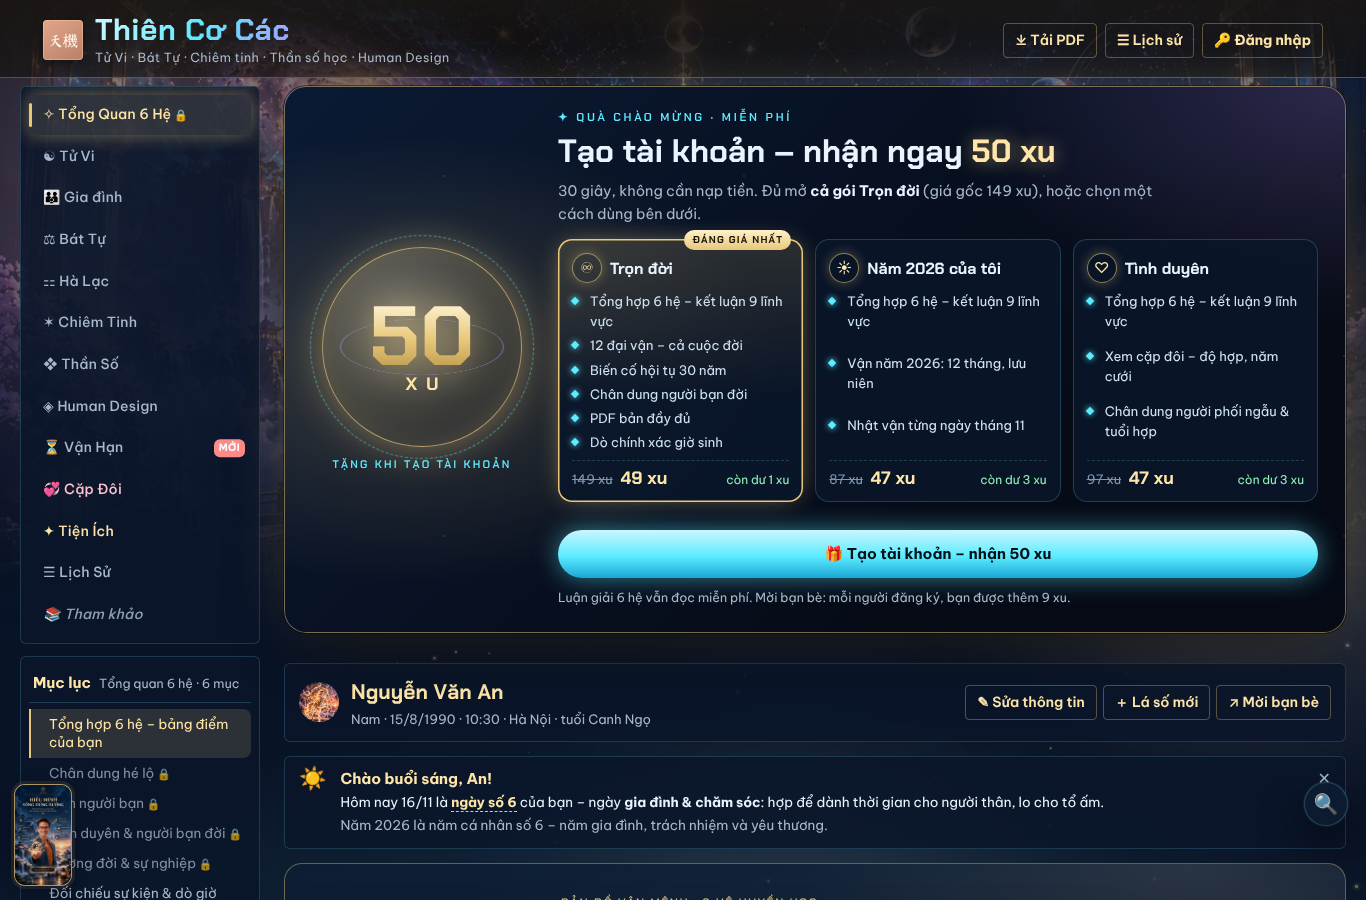 天機
Thiên Cơ Các
Tử Vi · Bát Tự · Chiêm tinh · Thần số học · Human Design
Tải PDF
Lịch sử
Đăng nhập
Tổng Quan 6 Hệ
Tử Vi
Gia đình
Bát Tự
Hà Lạc
Chiêm Tinh
Thần Số
Human Design
Vận Hạn
MỚI
Cặp Đôi
Tiện Ích
Lịch Sử
Tham khảo
Mục lục Tổng quan 6 hệ · 6 mục
Tổng hợp 6 hệ – bảng điểm
của bạn
Chân dung hé lộ
người bạn
duyên & người bạn đời
đời & sự nghiệp
Đối chiếu sự kiện & dò giờ
50
XU
TẶNG KHI TẠO TÀI KHOẢN
QUÀ CHÀO MỪNG · MIỄN PHÍ
Tạo tài khoản – nhận ngay 50 xu
30 giây, không cần nạp tiền. Đủ mở cả gói Trọn đời (giá gốc 149 xu), hoặc chọn một
cách dùng bên dưới.
ĐÁNG GIÁ NHẤT
Trọn đời
Tổng hợp 6 hệ – kết luận 9 lĩnh
vực
12 đại vận – cả cuộc đời
Biến cố hội tụ 30 năm
Chân dung người bạn đời
PDF bản đầy đủ
Dò chính xác giờ sinh
149 xu 49 xu còn dư 1 xu
Năm 2026 của tôi
Tổng hợp 6 hệ – kết luận 9 lĩnh
vực
Vận năm 2026: 12 tháng, lưu
niên
Nhật vận từng ngày tháng 11
87 xu 47 xu còn dư 3 xu
Tình duyên
Tổng hợp 6 hệ – kết luận 9 lĩnh
vực
Xem cặp đôi – độ hợp, năm
cưới
Chân dung người phối ngẫu &
tuổi hợp
97 xu 47 xu còn dư 3 xu
Tạo tài khoản – nhận 50 xu
Luận giải 6 hệ vẫn đọc miễn phí. Mời bạn bè: mỗi người đăng ký, bạn được thêm 9 xu.
Nguyễn Văn An
Nam · 15/8/1990 · 10:30 · Hà Nội · tuổi Canh Ngọ
Sửa thông tin
+ Lá số mới
Mời bạn bè
Chào buổi sáng, An!
Hôm nay 16/11 là ngày số 6 của bạn – ngày gia đình & chăm sóc: hợp để dành thời gian cho người thân, lo cho tổ ấm.
Năm 2026 là năm cá nhân số 6 – năm gia đình, trách nhiệm và yêu thương.